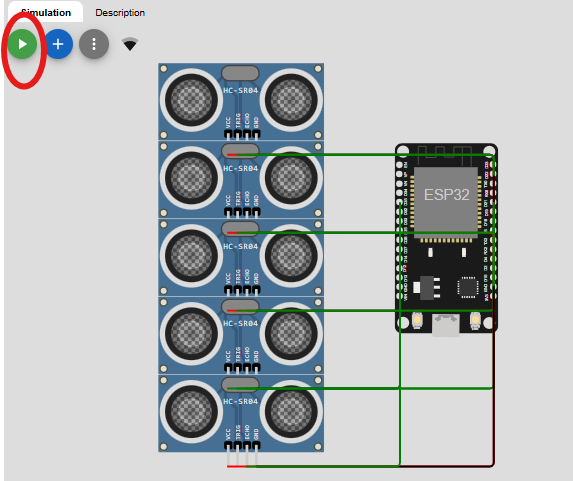 Simulation Description
HC-SR04
VCC TRIG ECHO GND
HC-SR04
VCC TRIG ECHO GND
ESP32
HC-SR04
VCC TRIG ECHO GND
HC-SR04
VCC TRIG ECHO GND
HC-SR04
VCC TRIG ECHO GND